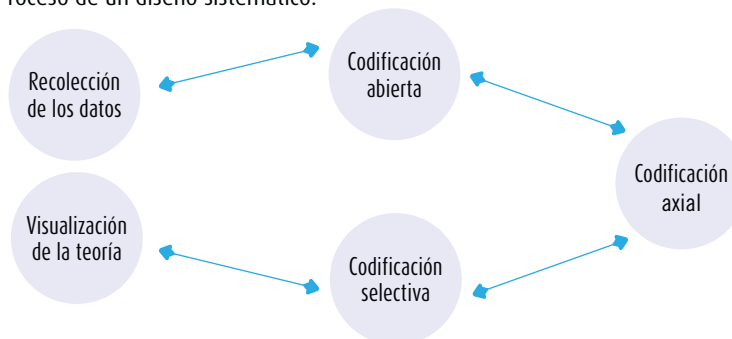 roceso de un diseño sistemático.
Recolección
de los datos
Codificación
abierta
Codificación
axial
Codificación
selectiva
Visualización
de la teoría